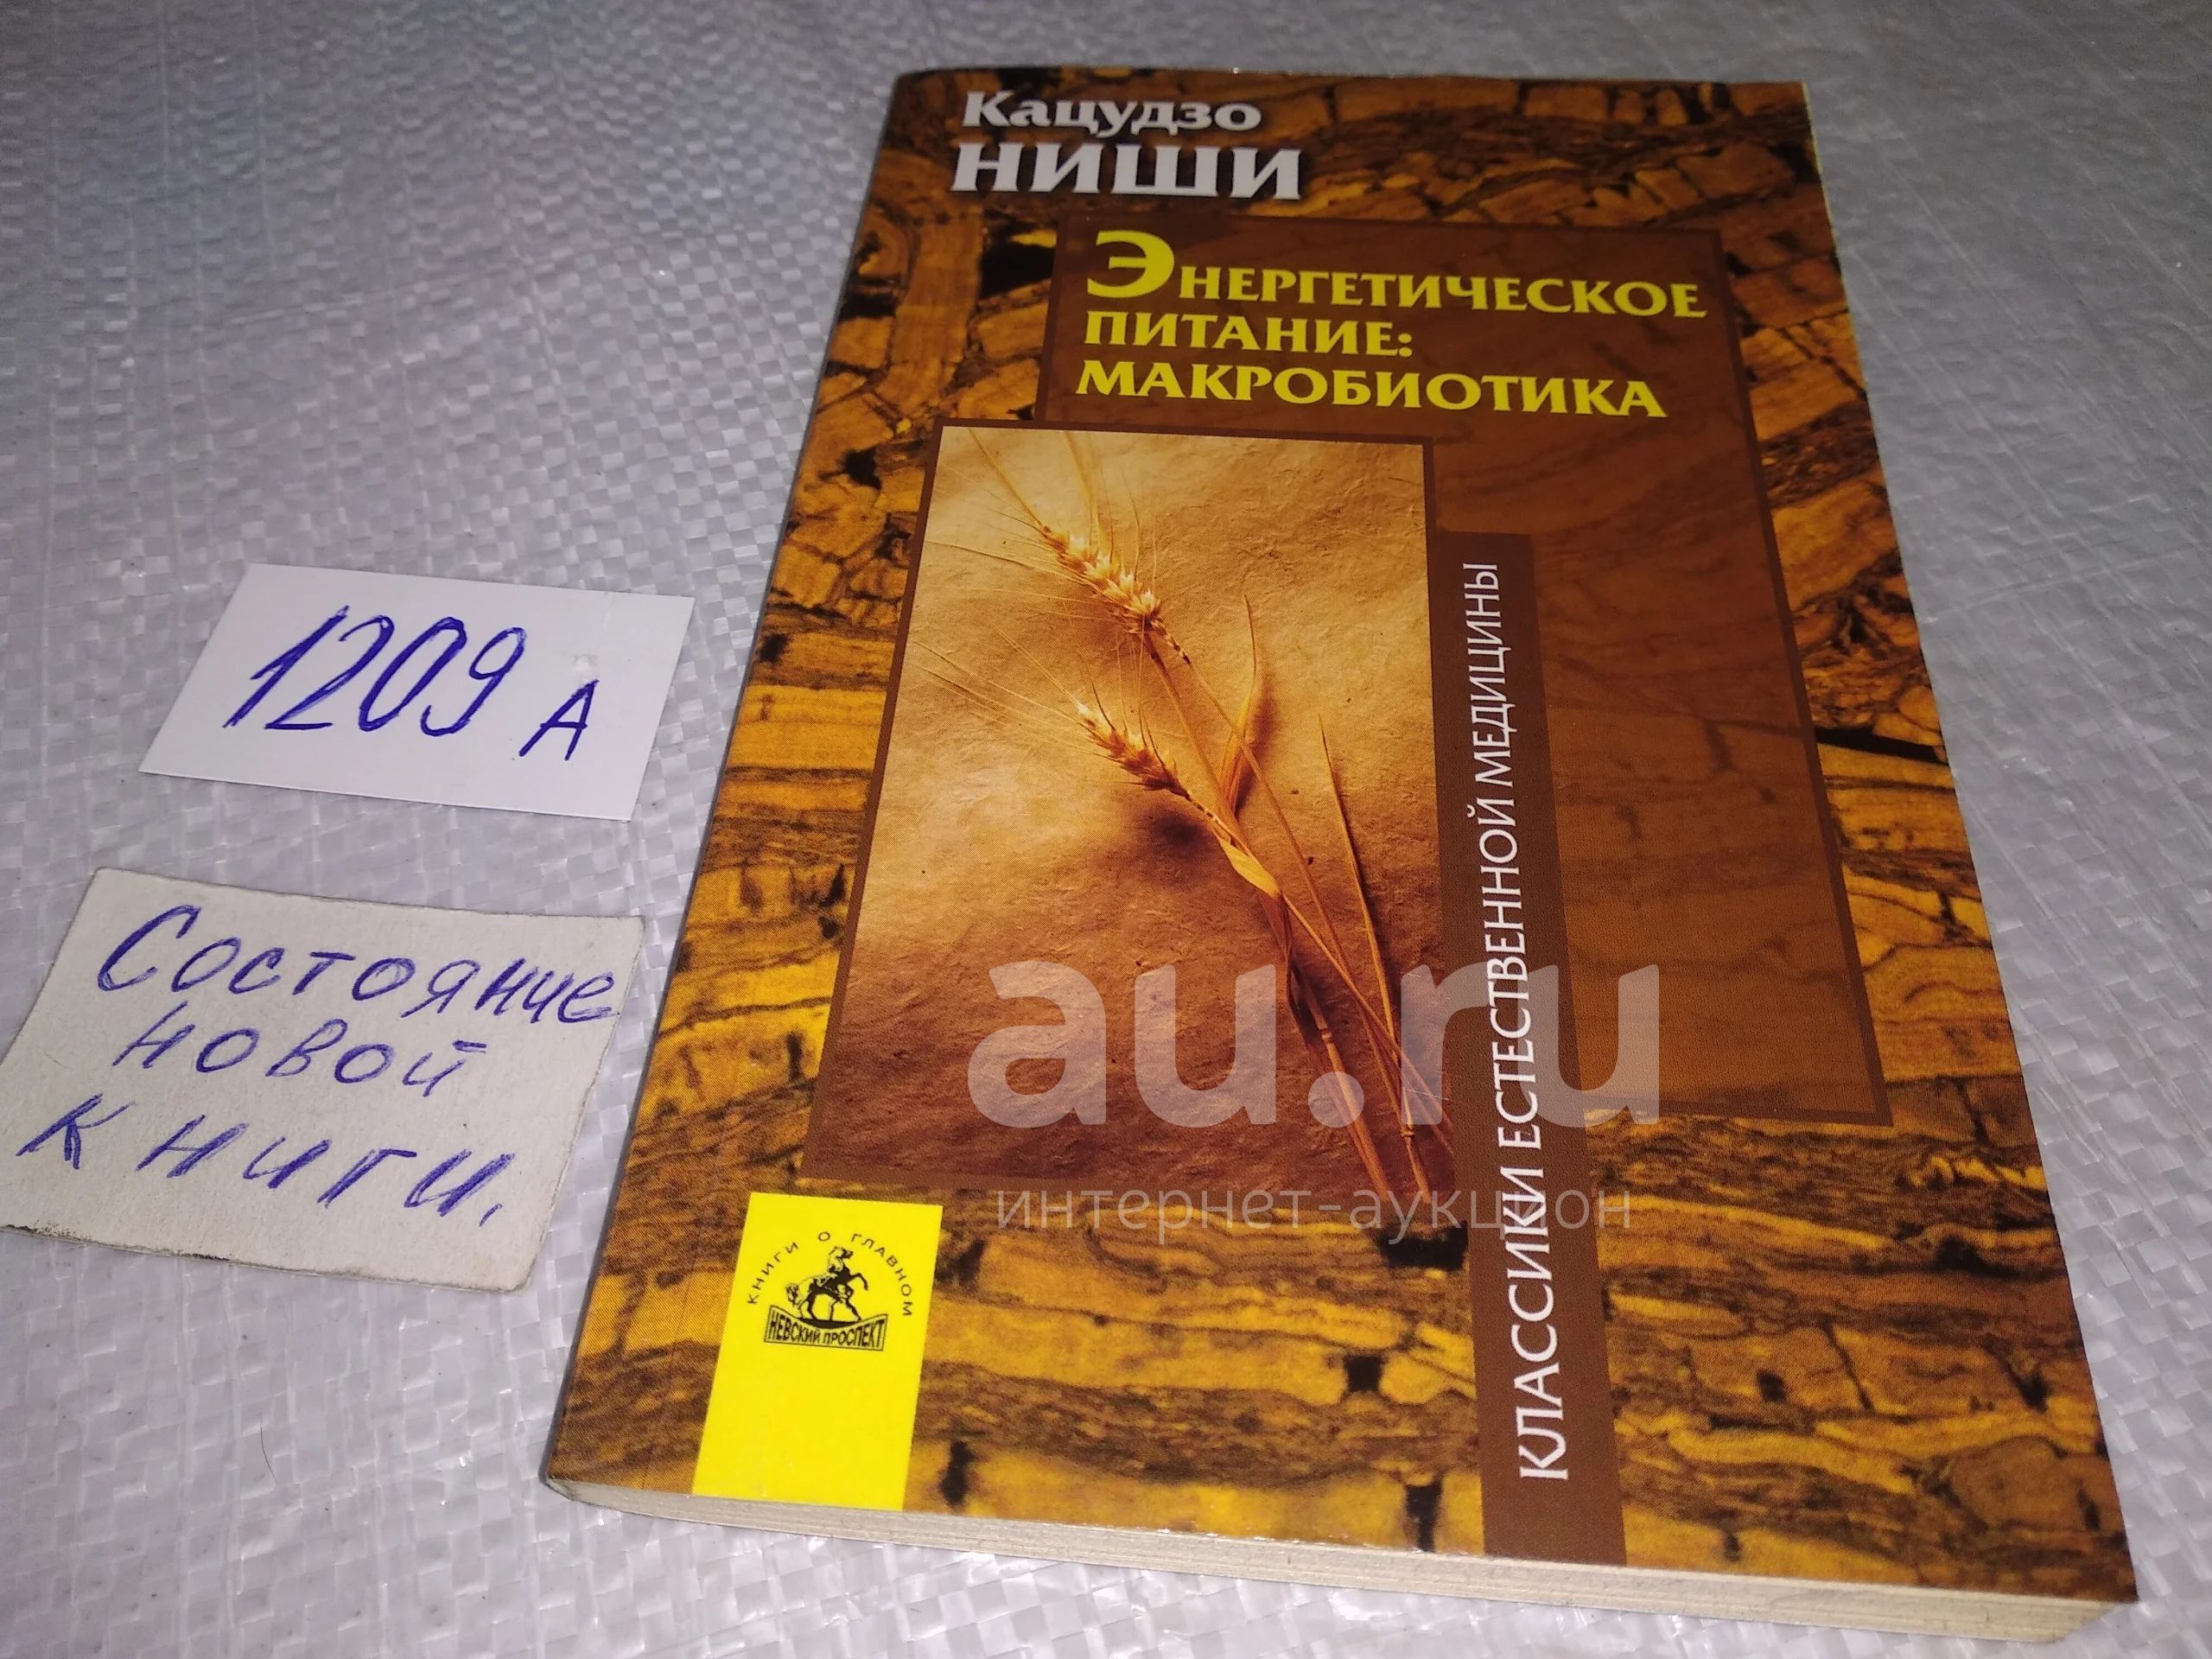 Кацудзо
НИШИ
Энергетическое
питание:
макробиотика
КЛАССИКИ ЕСТЕСТВЕННОЙ МЕДИЦИНЫ
КНИГИ О ГЛАВНОМ
НЕВСКИЙ ПРОСПЕКТ
1209 А
Состояние
новой
книги.
au.ru
интернет-аукцион